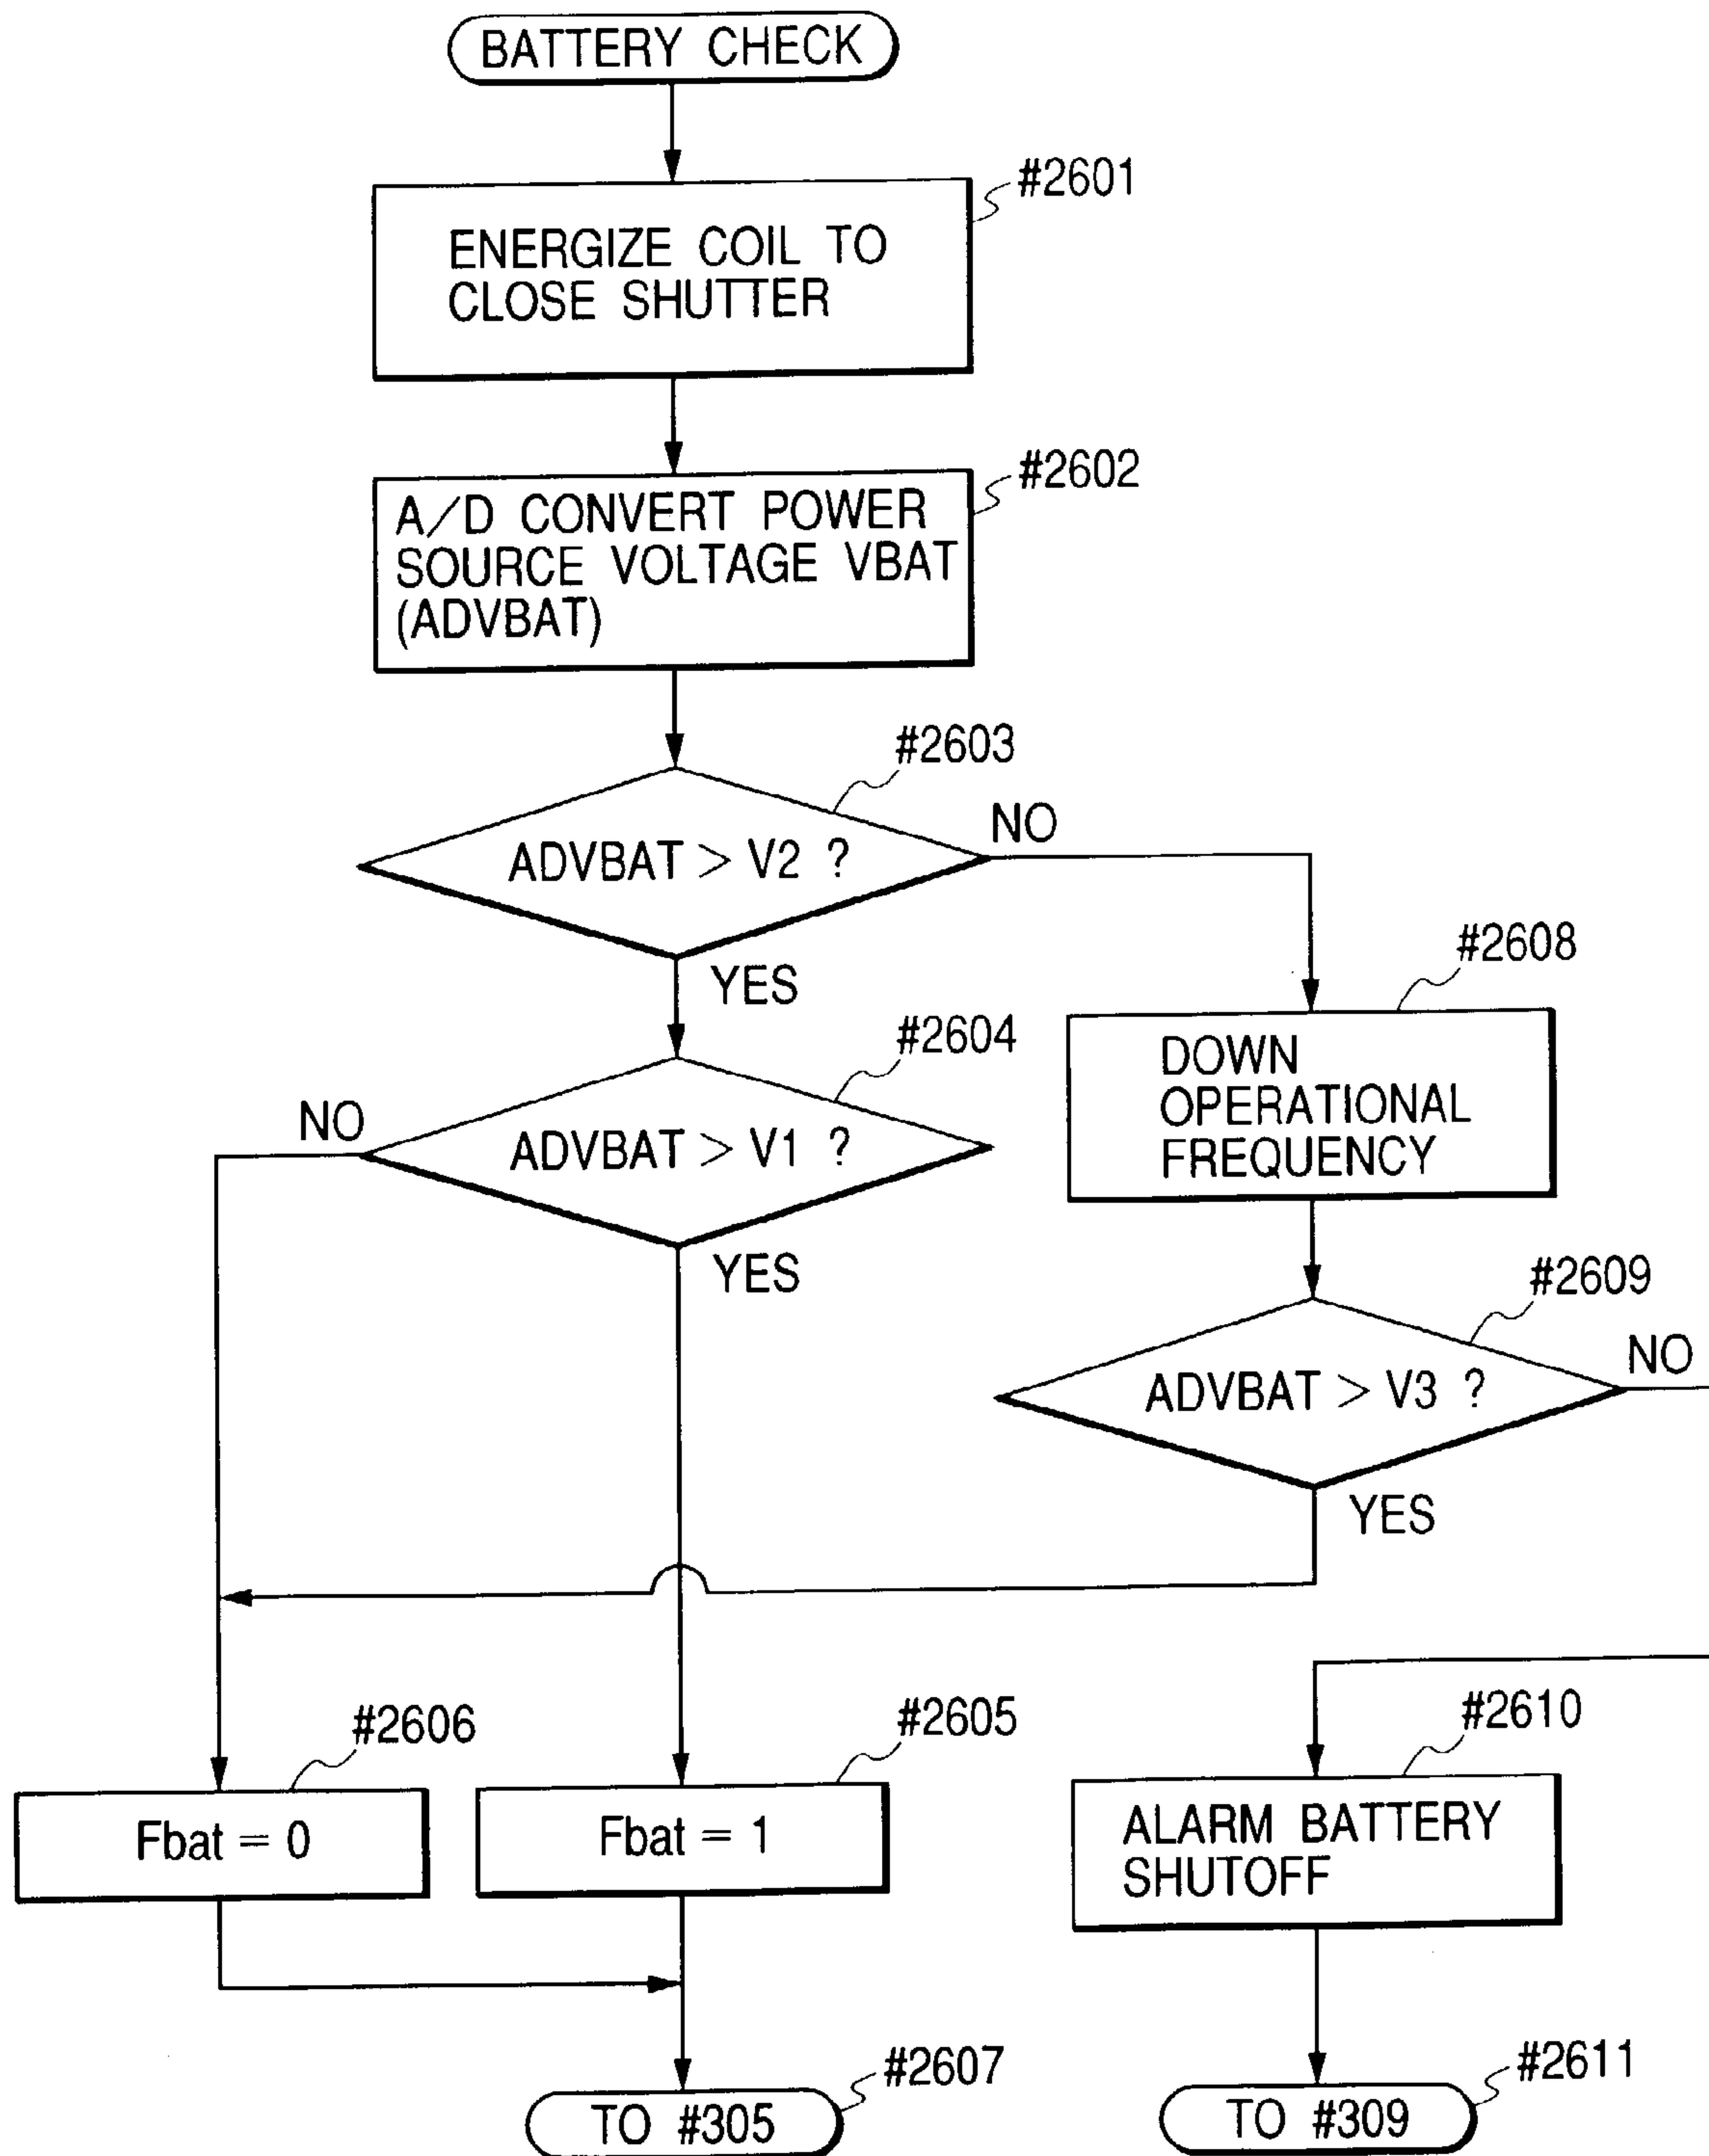 BATTERY CHECK
#2601
ENERGIZE COIL TO
CLOSE SHUTTER
#2602
A/D CONVERT POWER
SOURCE VOLTAGE VBAT
(ADVBAT)
#2603
ADVBAT > V2 ?
NO
YES
#2604
ADVBAT > V1 ?
NO
YES
#2608
DOWN
OPERATIONAL
FREQUENCY
#2609
ADVBAT > V3 ?
NO
YES
#2606
Fbat = 0
#2605
Fbat = 1
#2610
ALARM BATTERY
SHUTOFF
#2607
TO #305
#2611
TO #309